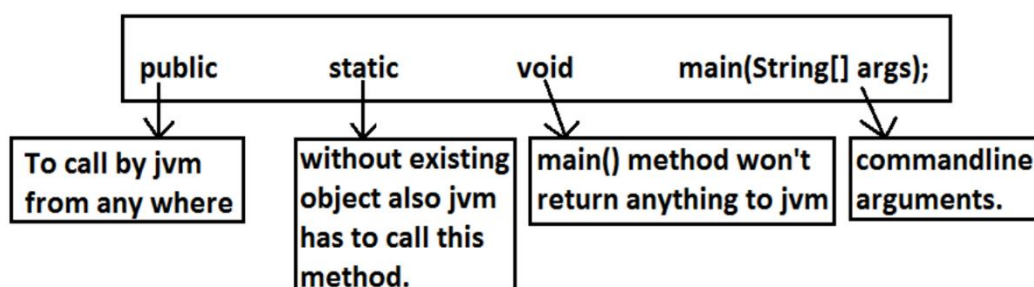 public static void main(String[] args);
To call by jvm
from any where
without existing
object also jvm
has to call this
method.
main() method won't
return anything to jvm
commandline
arguments.